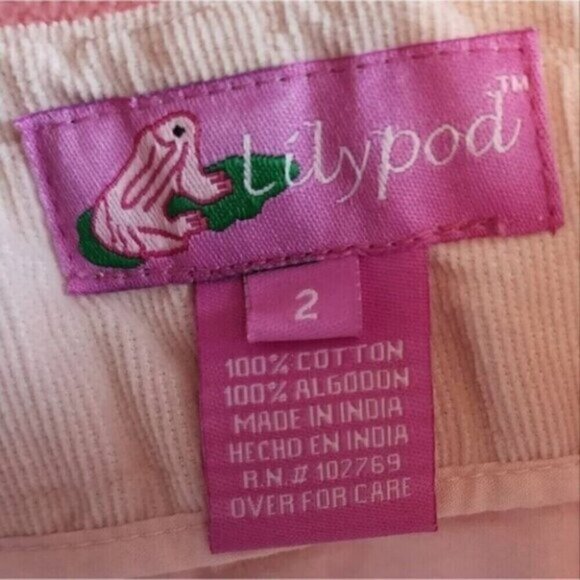 Lilypod™
2
100% COTTON
100% ALGODON
MADE IN INDIA
HECHO EN INDIA
R.N.# 102769
OVER FOR CARE